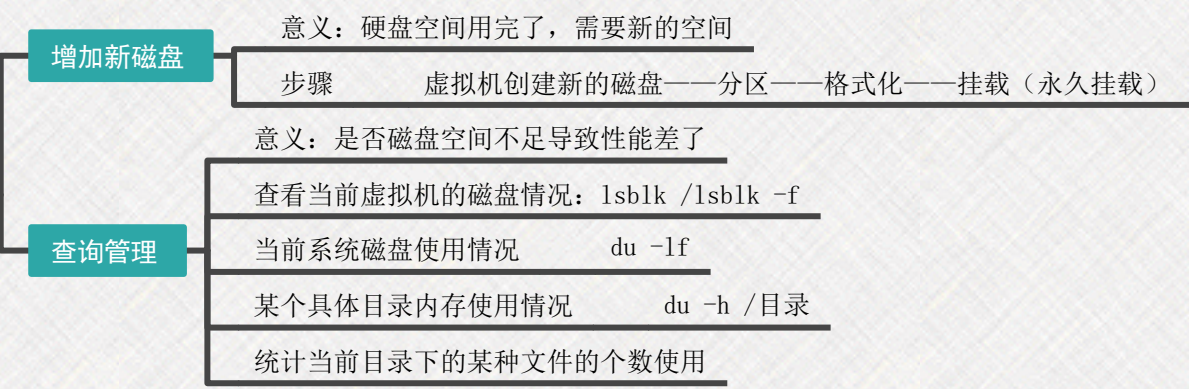 增加新磁盘
意义：硬盘空间用完了，需要新的空间
步骤 虚拟机创建新的磁盘——分区——格式化——挂载（永久挂载）
查询管理
意义：是否磁盘空间不足导致性能差了
查看当前虚拟机的磁盘情况：lsblk /lsblk -f
当前系统磁盘使用情况 du -lf
某个具体目录内存使用情况 du -h /目录
统计当前目录下的某种文件的个数使用